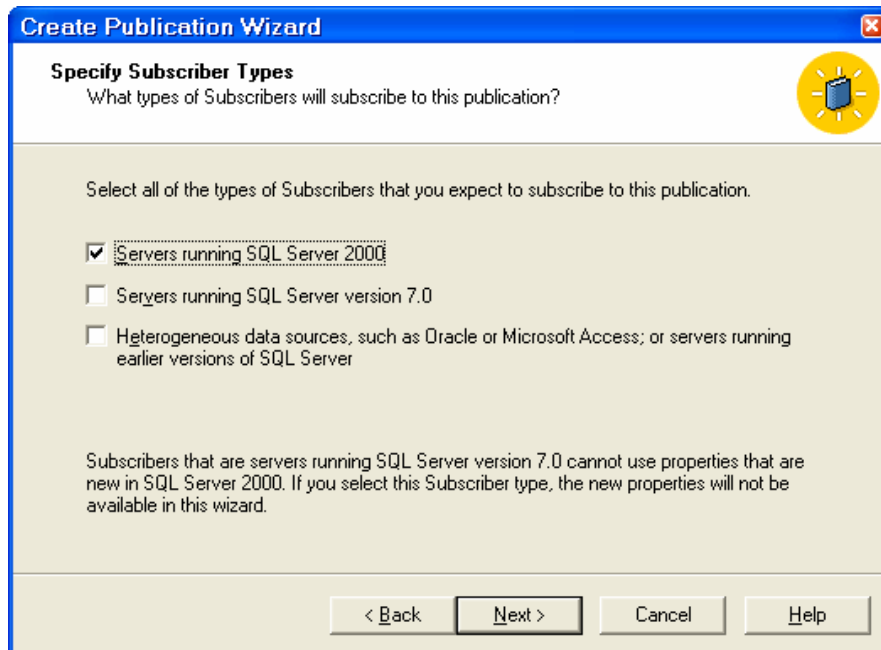 Create Publication Wizard
Specify Subscriber Types
What types of Subscribers will subscribe to this publication?
Select all of the types of Subscribers that you expect to subscribe to this publication.
Servers running SQL Server 2000
Servers running SQL Server version 7.0
Heterogeneous data sources, such as Oracle or Microsoft Access; or servers running
earlier versions of SQL Server
Subscribers that are servers running SQL Server version 7.0 cannot use properties that are
new in SQL Server 2000. If you select this Subscriber type, the new properties will not be
available in this wizard.
< Back Next > Cancel Help